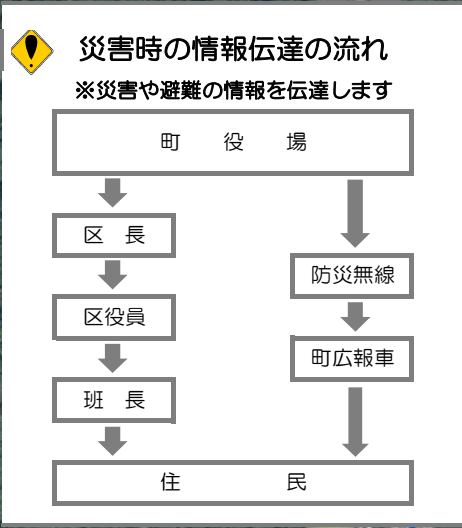 災害時の情報伝達の流れ
※災害や避難の情報を伝達します
町　役　場
区　長
区役員
班　長
防災無線
町広報車
住　　　民